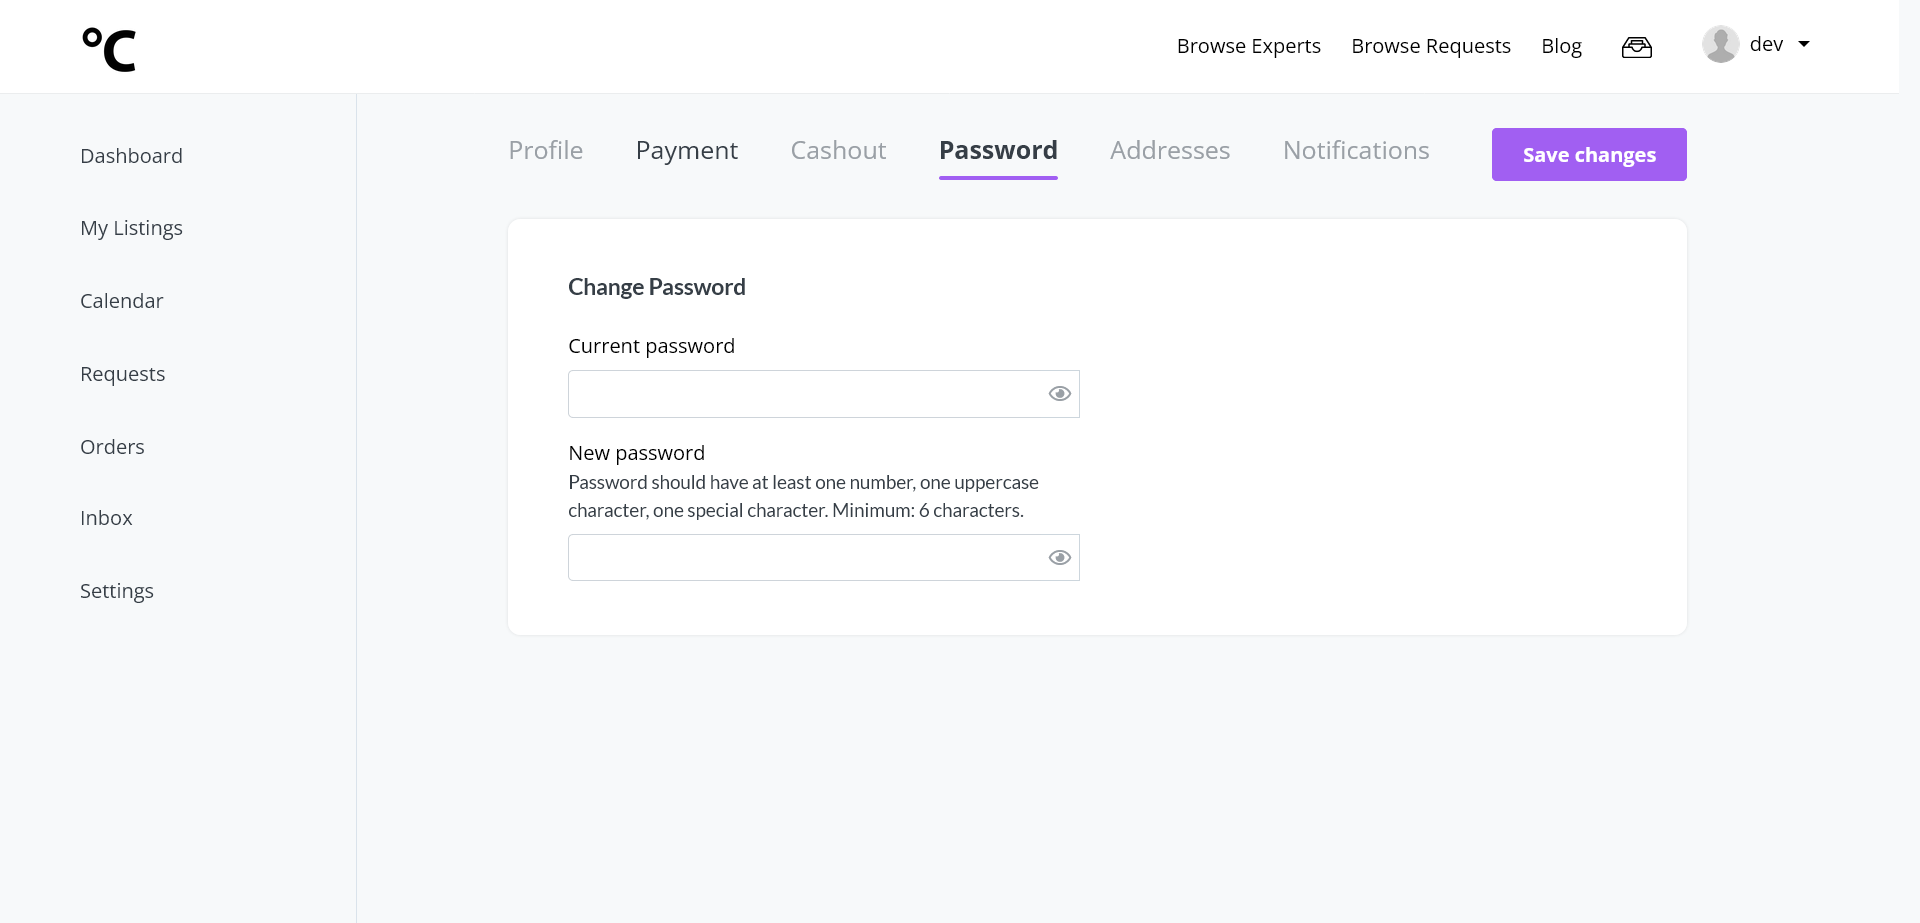 °C
Browse Experts
Browse Requests
Blog
dev
Dashboard
My Listings
Calendar
Requests
Orders
Inbox
Settings
Profile
Payment
Cashout
Password
Addresses
Notifications
Save changes
Change Password
Current password
New password
Password should have at least one number, one uppercase
character, one special character. Minimum: 6 characters.